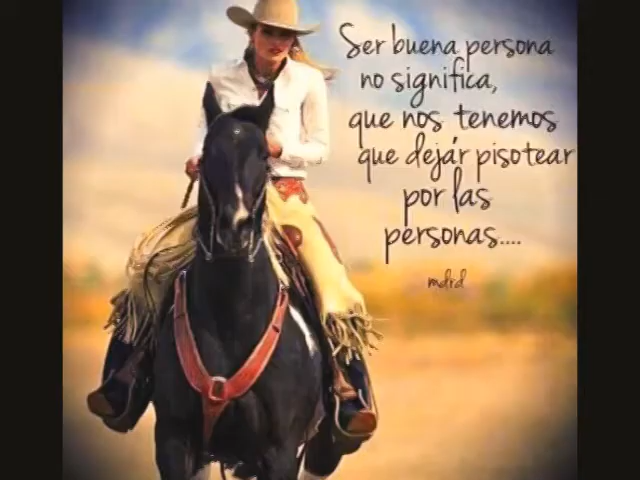 Ser buena persona
no significa,
que nos tenemos
que dejár pisotear
por las
personas....
mdrd